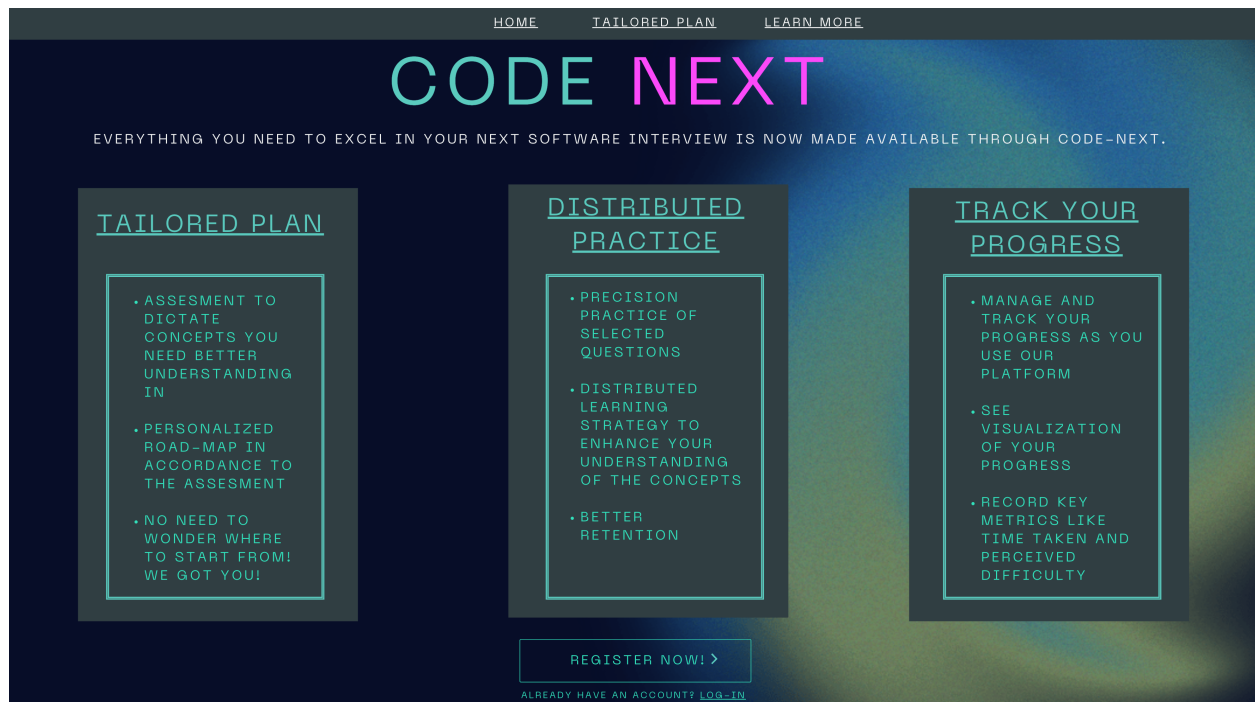 HOME TAILORED PLAN LEARN MORE
CODE NEXT
EVERYTHING YOU NEED TO EXCEL IN YOUR NEXT SOFTWARE INTERVIEW IS NOW MADE AVAILABLE THROUGH CODE-NEXT.
TAILORED PLAN
• ASSESMENT TO
DICTATE
CONCEPTS YOU
NEED BETTER
UNDERSTANDING
IN
• PERSONALIZED
ROAD-MAP IN
ACCORDANCE TO
THE ASSESMENT
• NO NEED TO
WONDER WHERE
TO START FROM!
WE GOT YOU!
DISTRIBUTED
PRACTICE
• PRECISION
PRACTICE OF
SELECTED
QUESTIONS
• DISTRIBUTED
LEARNING
STRATEGY TO
ENHANCE YOUR
UNDERSTANDING
OF THE CONCEPTS
• BETTER
RETENTION
TRACK YOUR
PROGRESS
• MANAGE AND
TRACK YOUR
PROGRESS AS YOU
USE OUR
PLATFORM
• SEE
VISUALIZATION
OF YOUR
PROGRESS
• RECORD KEY
METRICS LIKE
TIME TAKEN AND
PERCEIVED
DIFFICULTY
REGISTER NOW! >
ALREADY HAVE AN ACCOUNT? LOG-IN